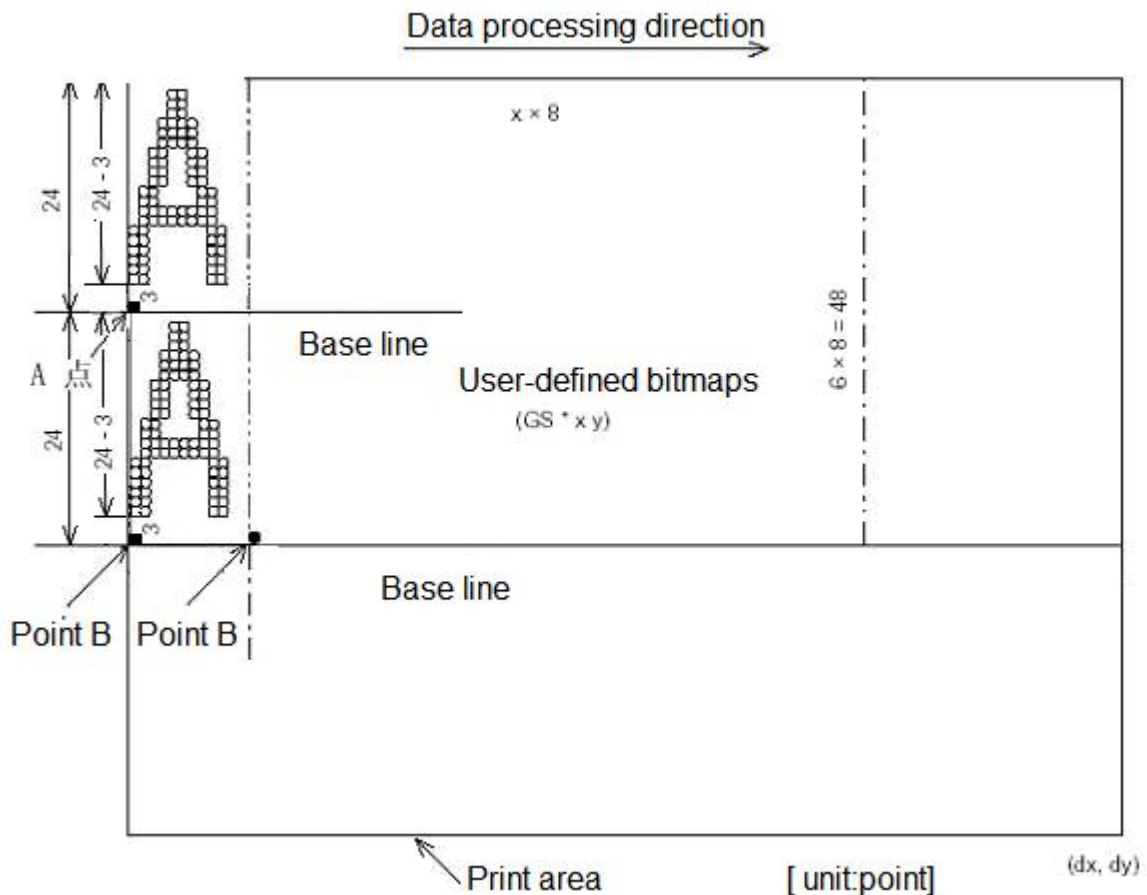 Data processing direction
x × 8
24
24 - 3
3
Base line
A 点
User-defined bitmaps
(GS * x y)
6 × 8 = 48
24
24 - 3
3
Base line
Point B
Point B
Print area
[ unit:point]
(dx, dy)